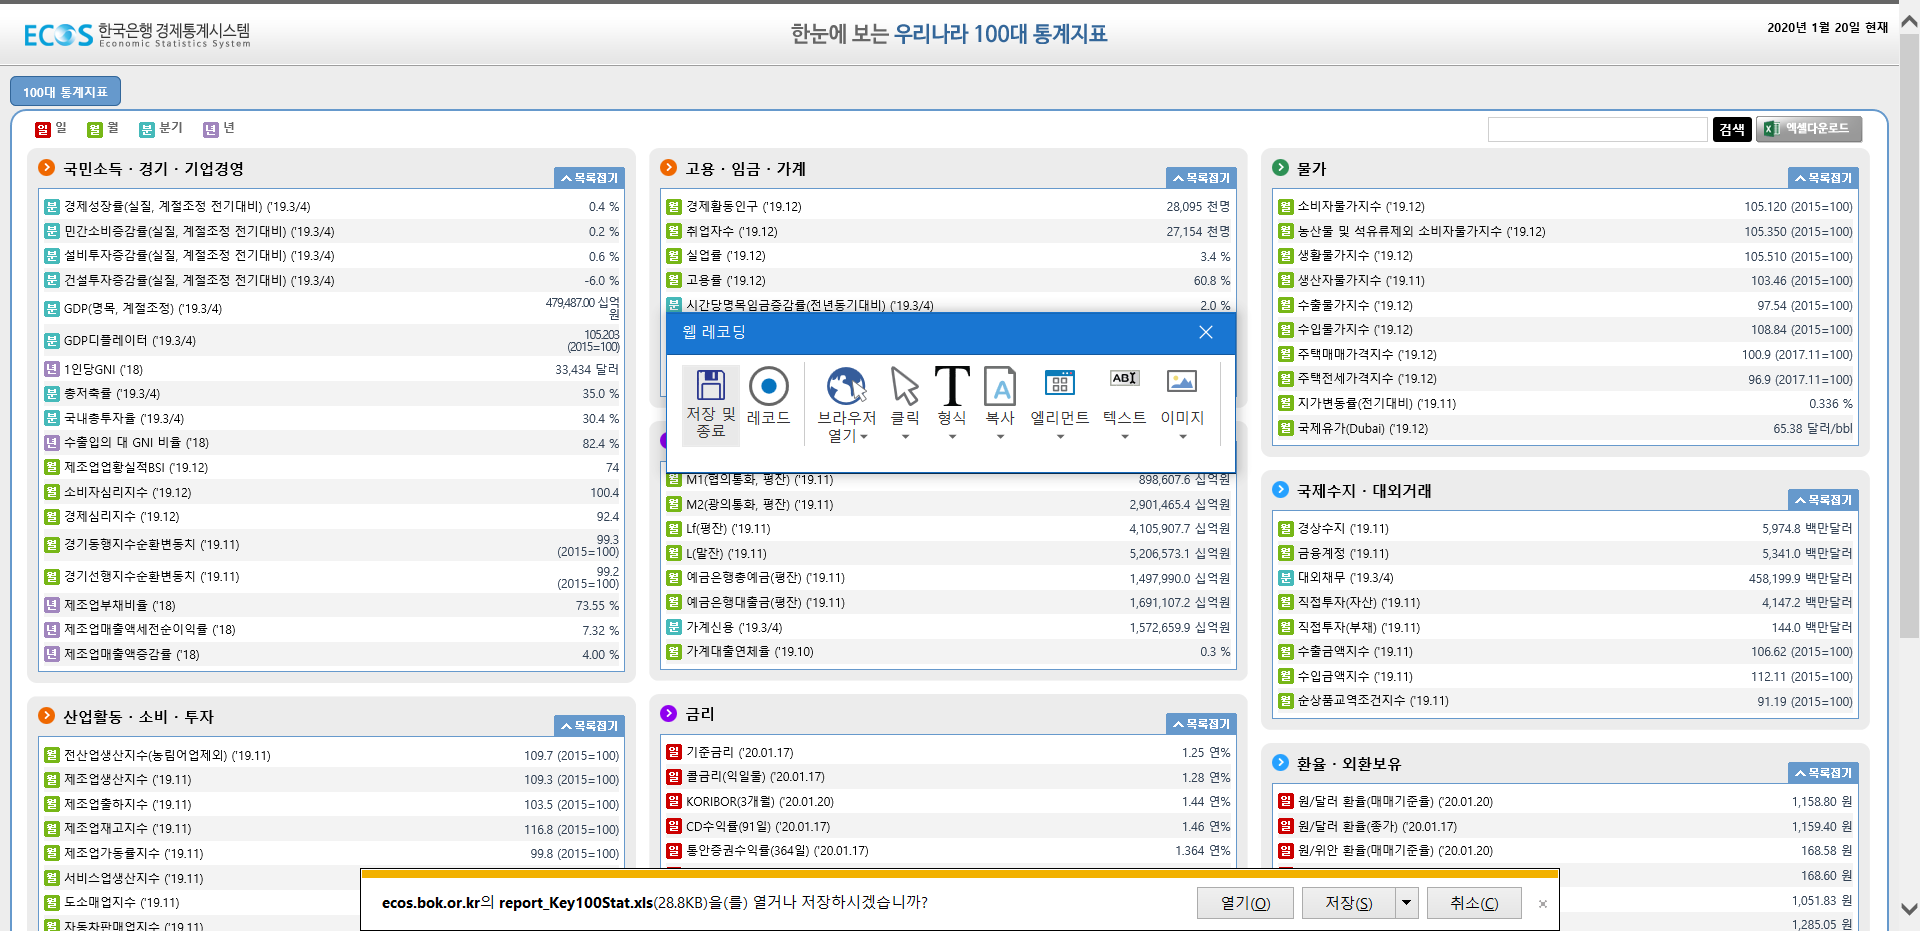 ECOS 한국은행 경제통계시스템
Economic Statistics System
한눈에 보는 우리나라 100대 통계지표
2020년 1월 20일 현재
100대 통계지표
일 일 월 월 분 분기 년 년
검색 엑셀다운로드
국민소득 · 경기 · 기업경영
목록접기
분 경제성장률(실질, 계절조정 전기대비) ('19.3/4) 0.4 %
분 민간소비증감률(실질, 계절조정 전기대비) ('19.3/4) 0.2 %
분 설비투자증감률(실질, 계절조정 전기대비) ('19.3/4) 0.6 %
분 건설투자증감률(실질, 계절조정 전기대비) ('19.3/4) -6.0 %
분 GDP(명목, 계절조정) ('19.3/4) 479,487.00 십억
원
분 GDP디플레이터 ('19.3/4) 105.203
(2015=100)
년 1인당GNI ('18) 33,434 달러
분 총저축률 ('19.3/4) 35.0 %
분 국내총투자율 ('19.3/4) 30.4 %
년 수출입의 대 GNI 비율 ('18) 82.4 %
월 제조업업황실적BSI ('19.12) 74
월 소비자심리지수 ('19.12) 100.4
월 경제심리지수 ('19.12) 92.4
월 경기동행지수순환변동치 ('19.11) 99.3
(2015=100)
월 경기선행지수순환변동치 ('19.11) 99.2
(2015=100)
년 제조업부채비율 ('18) 73.55 %
년 제조업매출액세전순이익률 ('18) 7.32 %
년 제조업매출액증감률 ('18) 4.00 %
산업활동 · 소비 · 투자
목록접기
월 전산업생산지수(농림어업제외) ('19.11) 109.7 (2015=100)
월 제조업생산지수 ('19.11) 109.3 (2015=100)
월 제조업출하지수 ('19.11) 103.5 (2015=100)
월 제조업재고지수 ('19.11) 116.8 (2015=100)
월 제조업가동률지수 ('19.11) 99.8 (2015=100)
월 서비스업생산지수 ('19.11)
월 도소매업지수 ('19.11)
월 자동차판매업지수 ('19.11)
고용 · 임금 · 가계
목록접기
월 경제활동인구 ('19.12) 28,095 천명
월 취업자수 ('19.12) 27,154 천명
월 실업률 ('19.12) 3.4 %
월 고용률 ('19.12) 60.8 %
분 시간당명목임금증감률(전년동기대비) ('19.3/4) 2.0 %
웹 레코딩
저장 및
종료
레코드
브라우저
열기
클릭
형식
복사
엘리먼트
텍스트
이미지
월 M1(협의통화, 평잔) ('19.11) 898,607.6 십억원
월 M2(광의통화, 평잔) ('19.11) 2,901,465.4 십억원
월 Lf(평잔) ('19.11) 4,105,907.7 십억원
월 L(말잔) ('19.11) 5,206,573.1 십억원
월 예금은행총예금(평잔) ('19.11) 1,497,990.0 십억원
월 예금은행대출금(평잔) ('19.11) 1,691,107.2 십억원
분 가계신용 ('19.3/4) 1,572,659.9 십억원
월 가계대출연체율 ('19.10) 0.3 %
금리
목록접기
일 기준금리 ('20.01.17) 1.25 연%
일 콜금리(익일물) ('20.01.17) 1.28 연%
일 KORIBOR(3개월) ('20.01.20) 1.44 연%
일 CD수익률(91일) ('20.01.17) 1.46 연%
일 통안증권수익률(364일) ('20.01.17) 1.364 연%
물가
목록접기
월 소비자물가지수 ('19.12) 105.120 (2015=100)
월 농산물 및 석유류제외 소비자물가지수 ('19.12) 105.350 (2015=100)
월 생활물가지수 ('19.12) 105.510 (2015=100)
월 생산자물가지수 ('19.11) 103.46 (2015=100)
월 수출물가지수 ('19.12) 97.54 (2015=100)
월 수입물가지수 ('19.12) 108.84 (2015=100)
월 주택매매가격지수 ('19.12) 100.9 (2017.11=100)
월 주택전세가격지수 ('19.12) 96.9 (2017.11=100)
월 지가변동률(전기대비) ('19.11) 0.336 %
월 국제유가(Dubai) ('19.12) 65.38 달러/bbl
국제수지 · 대외거래
목록접기
월 경상수지 ('19.11) 5,974.8 백만달러
월 금융계정 ('19.11) 5,341.0 백만달러
분 대외채무 ('19.3/4) 458,199.9 백만달러
월 직접투자(자산) ('19.11) 4,147.2 백만달러
월 직접투자(부채) ('19.11) 144.0 백만달러
월 수출금액지수 ('19.11) 106.62 (2015=100)
월 수입금액지수 ('19.11) 112.11 (2015=100)
월 순상품교역조건지수 ('19.11) 91.19 (2015=100)
환율 · 외환보유
목록접기
일 원/달러 환율(매매기준율) ('20.01.20) 1,158.80 원
일 원/달러 환율(종가) ('20.01.17) 1,159.40 원
일 원/위안 환율(매매기준율) ('20.01.20) 168.58 원
168.60 원
1,051.83 원
1,285.05 원
ecos.bok.or.kr의 report_Key100Stat.xls(28.8KB)을(를) 열거나 저장하시겠습니까?
열기(O) 저장(S) 취소(C)